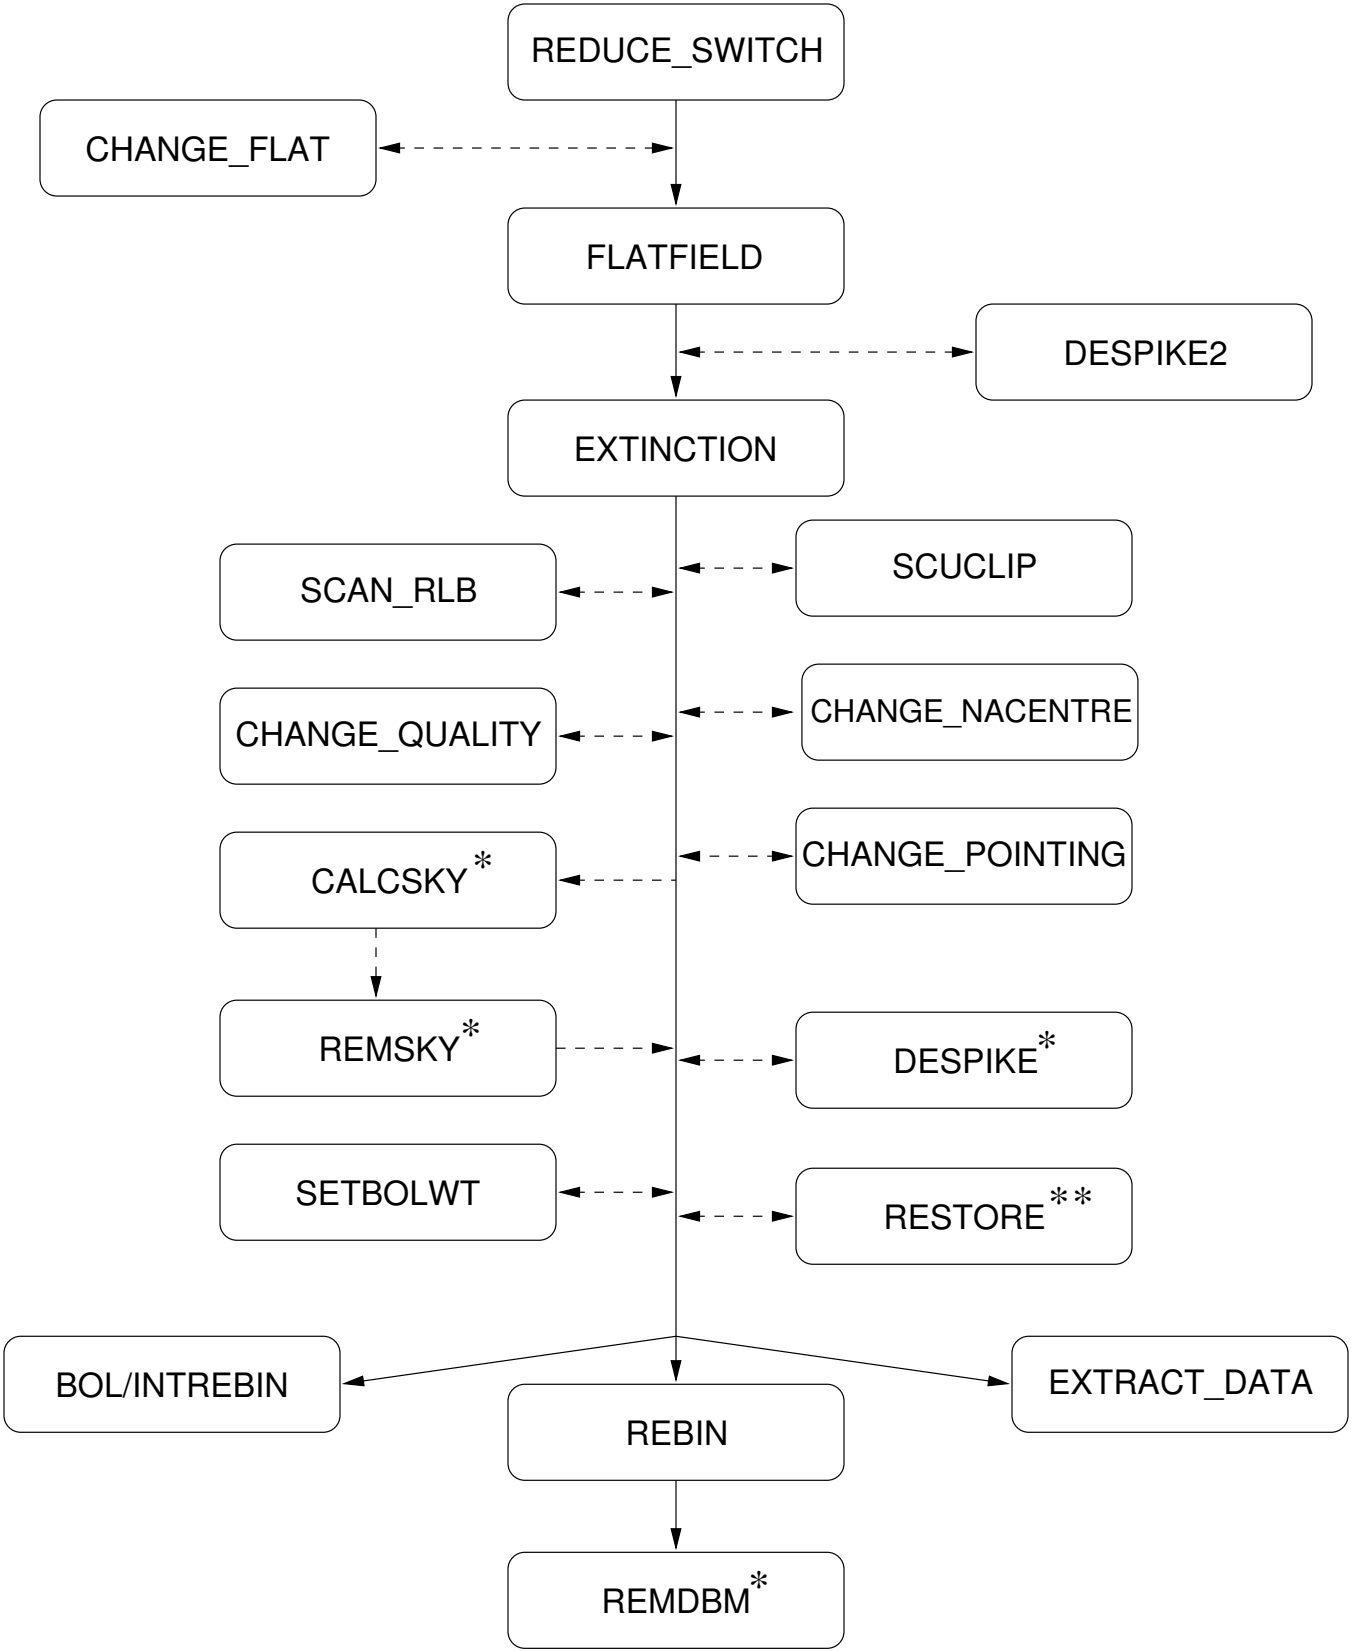 REDUCE_SWITCH
CHANGE_FLAT
FLATFIELD
DESPIKE2
EXTINCTION
SCUCLIP
SCAN_RLB
CHANGE_NACENTRE
CHANGE_QUALITY
CHANGE_POINTING
CALCSKY*
REMSKY*
DESPIKE*
SETBOLWT
RESTORE**
BOL/INTREBIN
EXTRACT_DATA
REBIN
REMDBM*